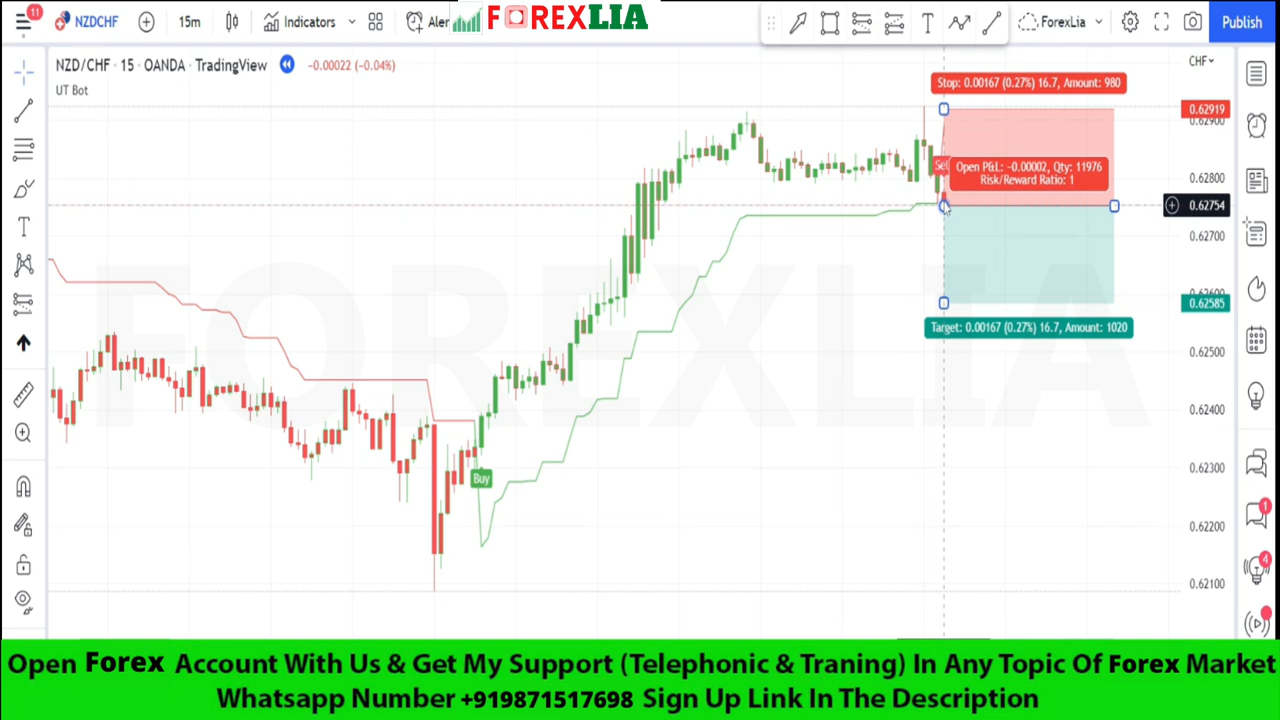 11
NZDCHF
15m
Indicators
Aler
FOREXLIA
T
ForexLia
Publish
NZD/CHF · 15 · OANDA · TradingView -0.00022 (-0.04%)
UT Bot
CHF
Stop: 0.00167 (0.27%) 16.7, Amount: 980
0.62919
0.62900
Sel
Open P&L: -0.00002, Qty: 11976
Risk/Reward Ratio: 1
0.62800
0.62754
0.62700
0.62600
0.62585
Target: 0.00167 (0.27%) 16.7, Amount: 1020
0.62500
0.62400
0.62300
0.62200
0.62100
Buy
FOREXLIA
T
1
4
Open Forex Account With Us & Get My Support (Telephonic & Traning) In Any Topic Of Forex Market
Whatsapp Number +919871517698 Sign Up Link In The Description